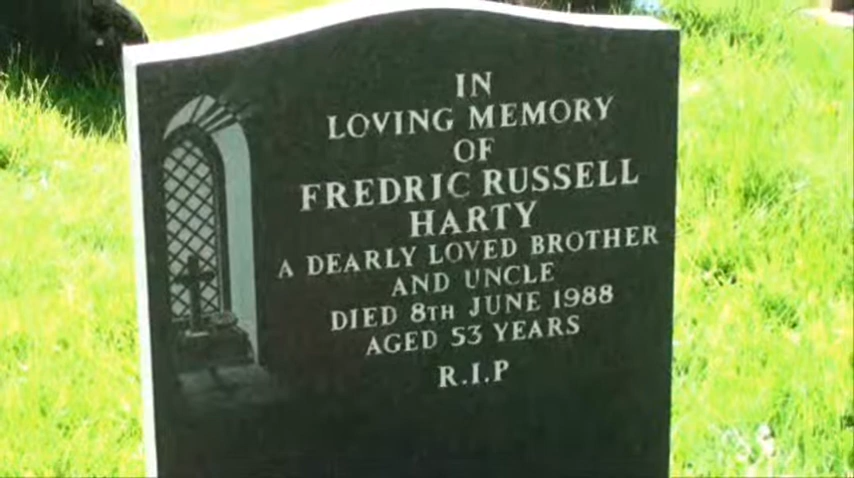 IN
LOVING MEMORY
OF
FREDRIC RUSSELL
HARTY
A DEARLY LOVED BROTHER
AND UNCLE
DIED 8TH JUNE 1988
AGED 53 YEARS
R.I.P